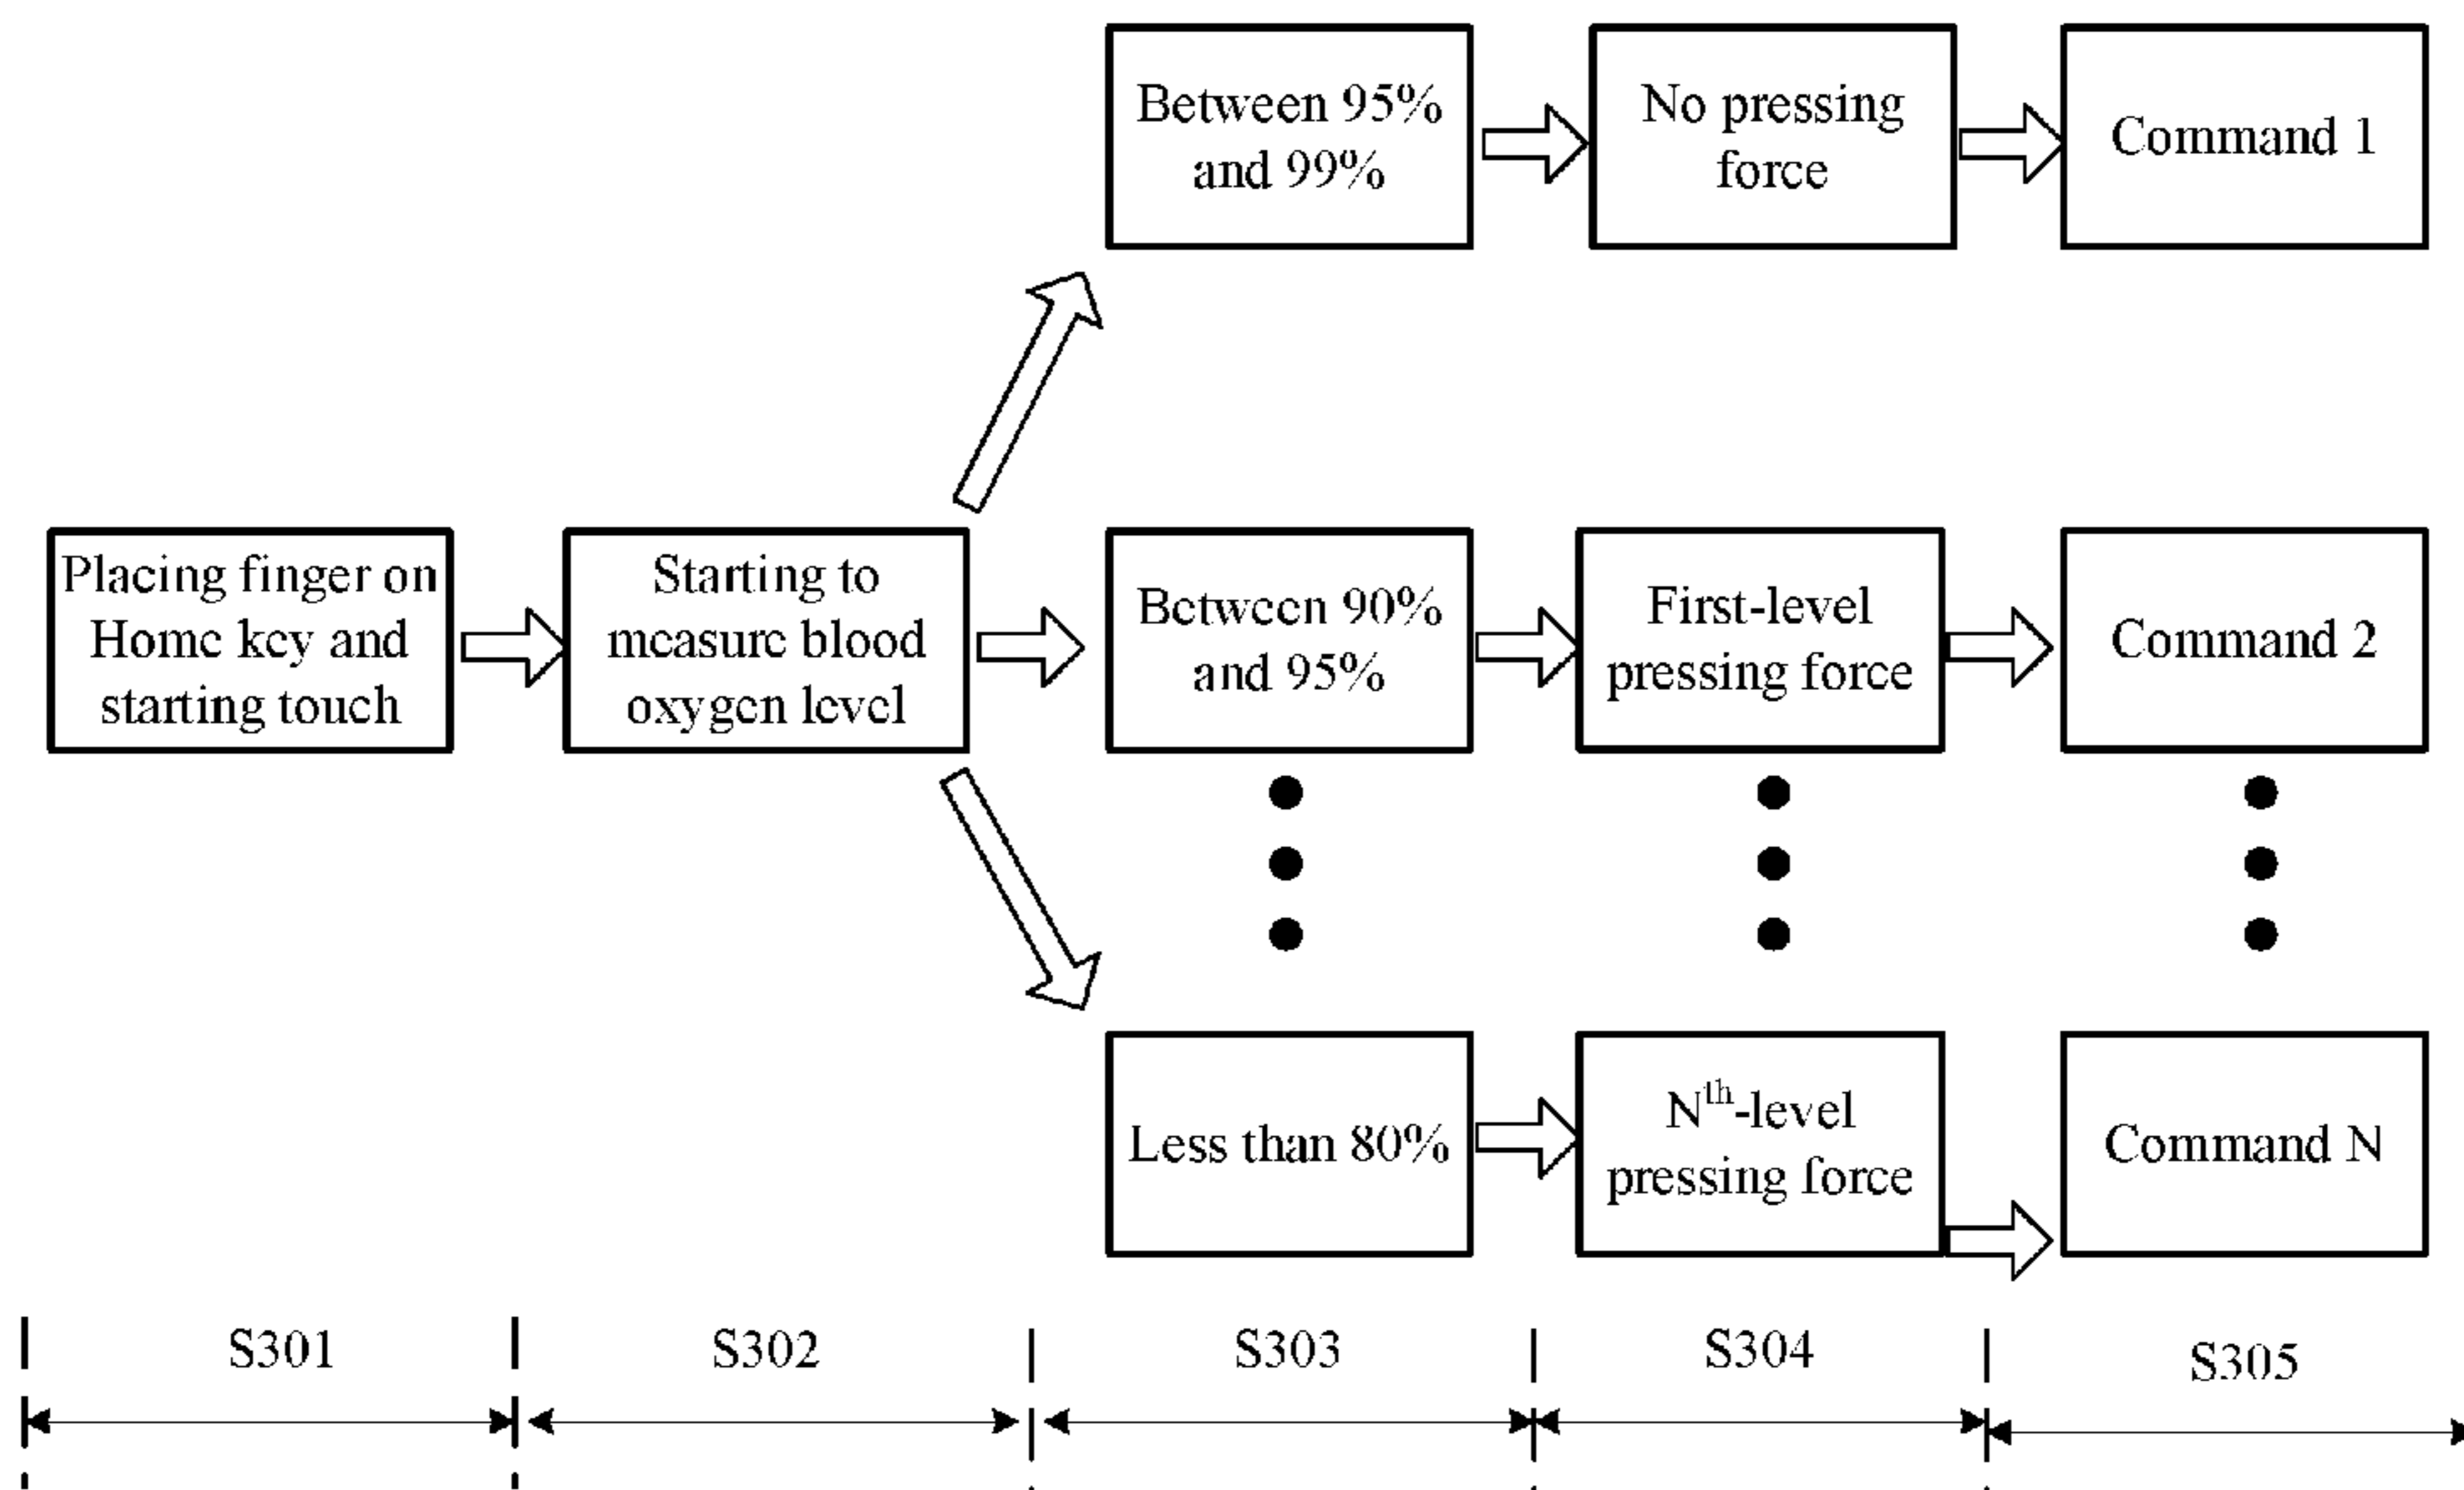 Between 95%
and 99%
No pressing
force
Command 1
Placing finger on
Home key and
starting touch
Starting to
measure blood
oxygen level
Between 90%
and 95%
First-level
pressing force
Command 2
Less than 80%
Nth-level
pressing force
Command N
S301
S302
S303
S304
S305